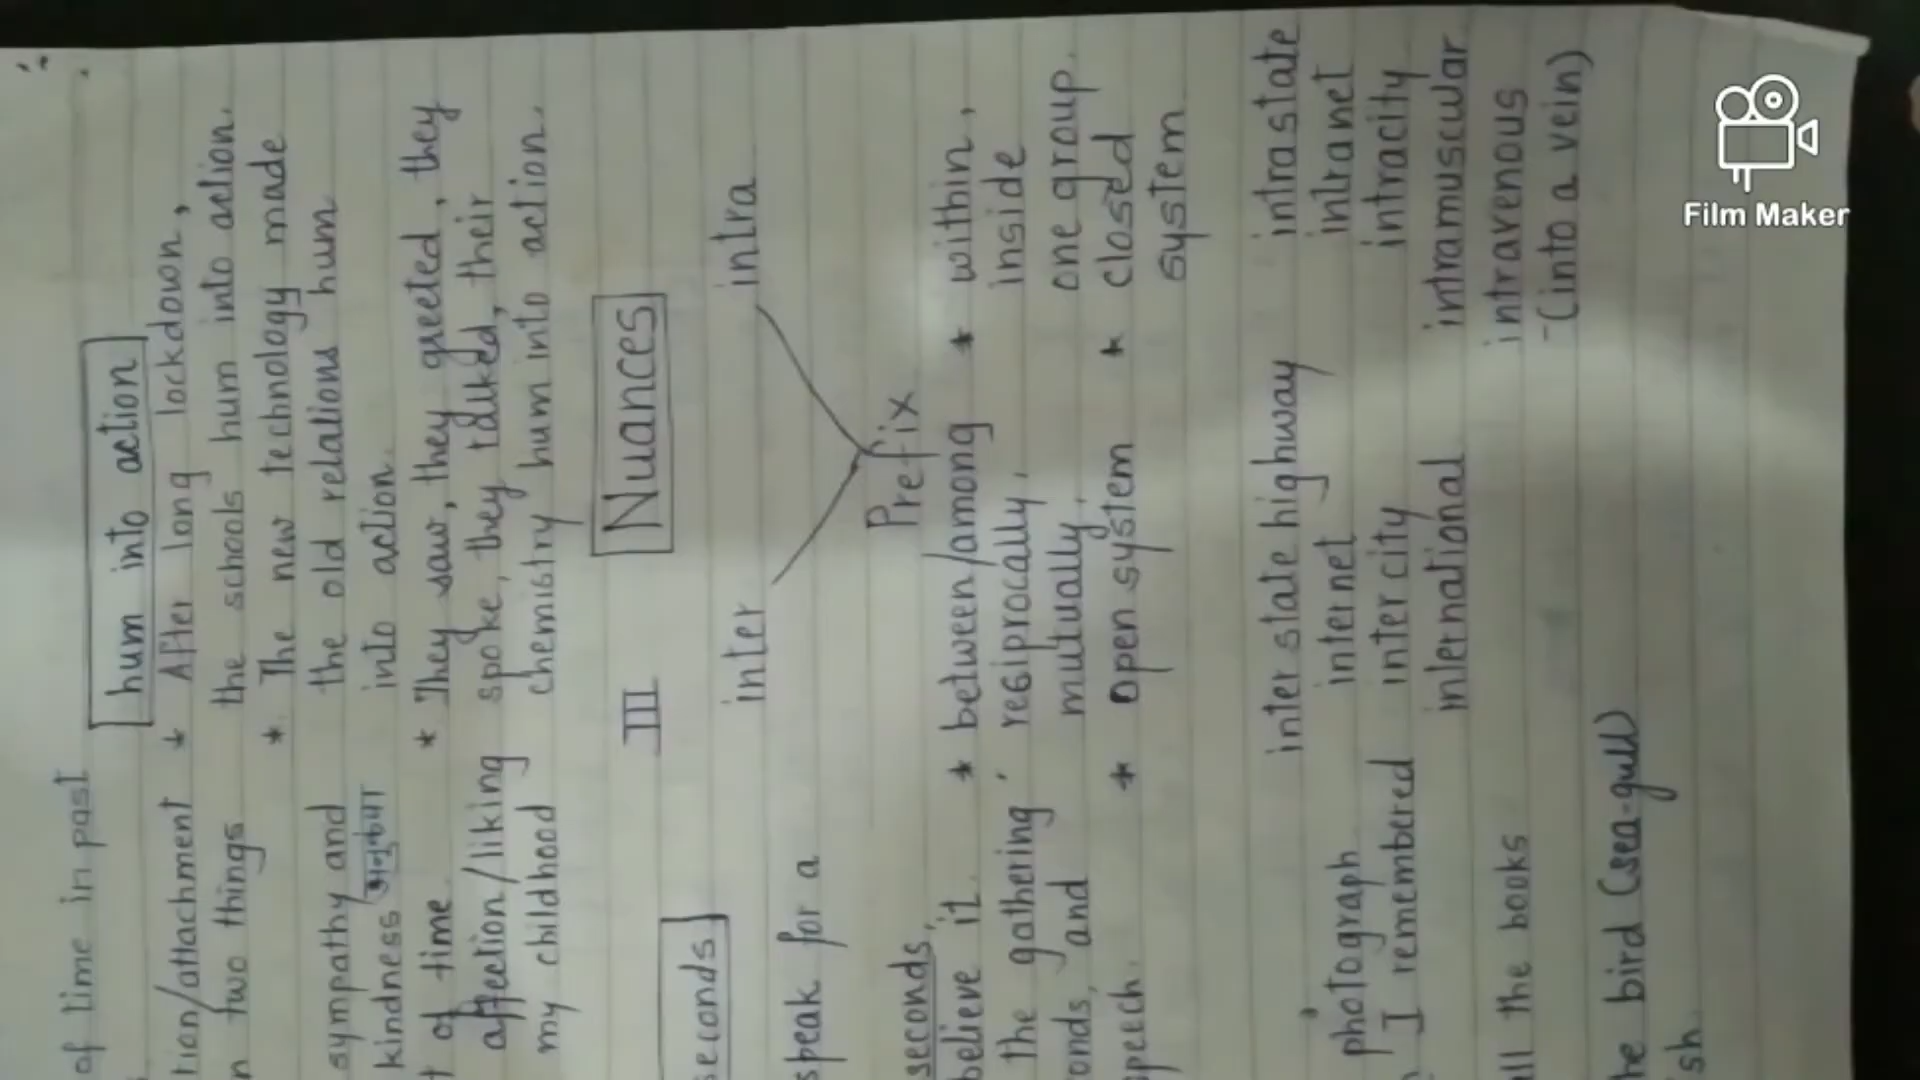 of time in past
tion/attachment
n two things
sympathy and
kindness अनुकंपा
t of time
affection/liking
my childhood
seconds
speak for a
seconds,
believe it.
the gathering
onds, and
speech.
photograph
I remembered
all the books
he bird (sea-gull)
sh.
hum into action
* After long lockdown,
the schools hum into action.
* The new technology made
the old relations hum
into action.
* They saw, they greeted, they
spoke, they talked, their
chemistry hum into action.
III Nuances
inter intra
Prefix
* between/among
resiprocally,
mutually,
* open system
* within,
inside
one group.
* closed
system
inter state highway intra state
internet intranet
inter city intracity
international intramuscular
intravenous
-(into a vein)
Film Maker